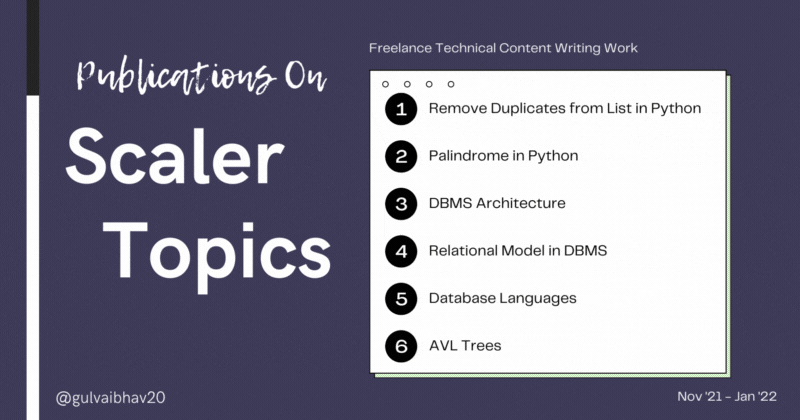 Publications On
Scaler
Topics
@gulvaibhav20
Freelance Technical Content Writing Work
1 Remove Duplicates from List in Python
2 Palindrome in Python
3 DBMS Architecture
4 Relational Model in DBMS
5 Database Languages
6 AVL Trees
Nov '21 - Jan '22